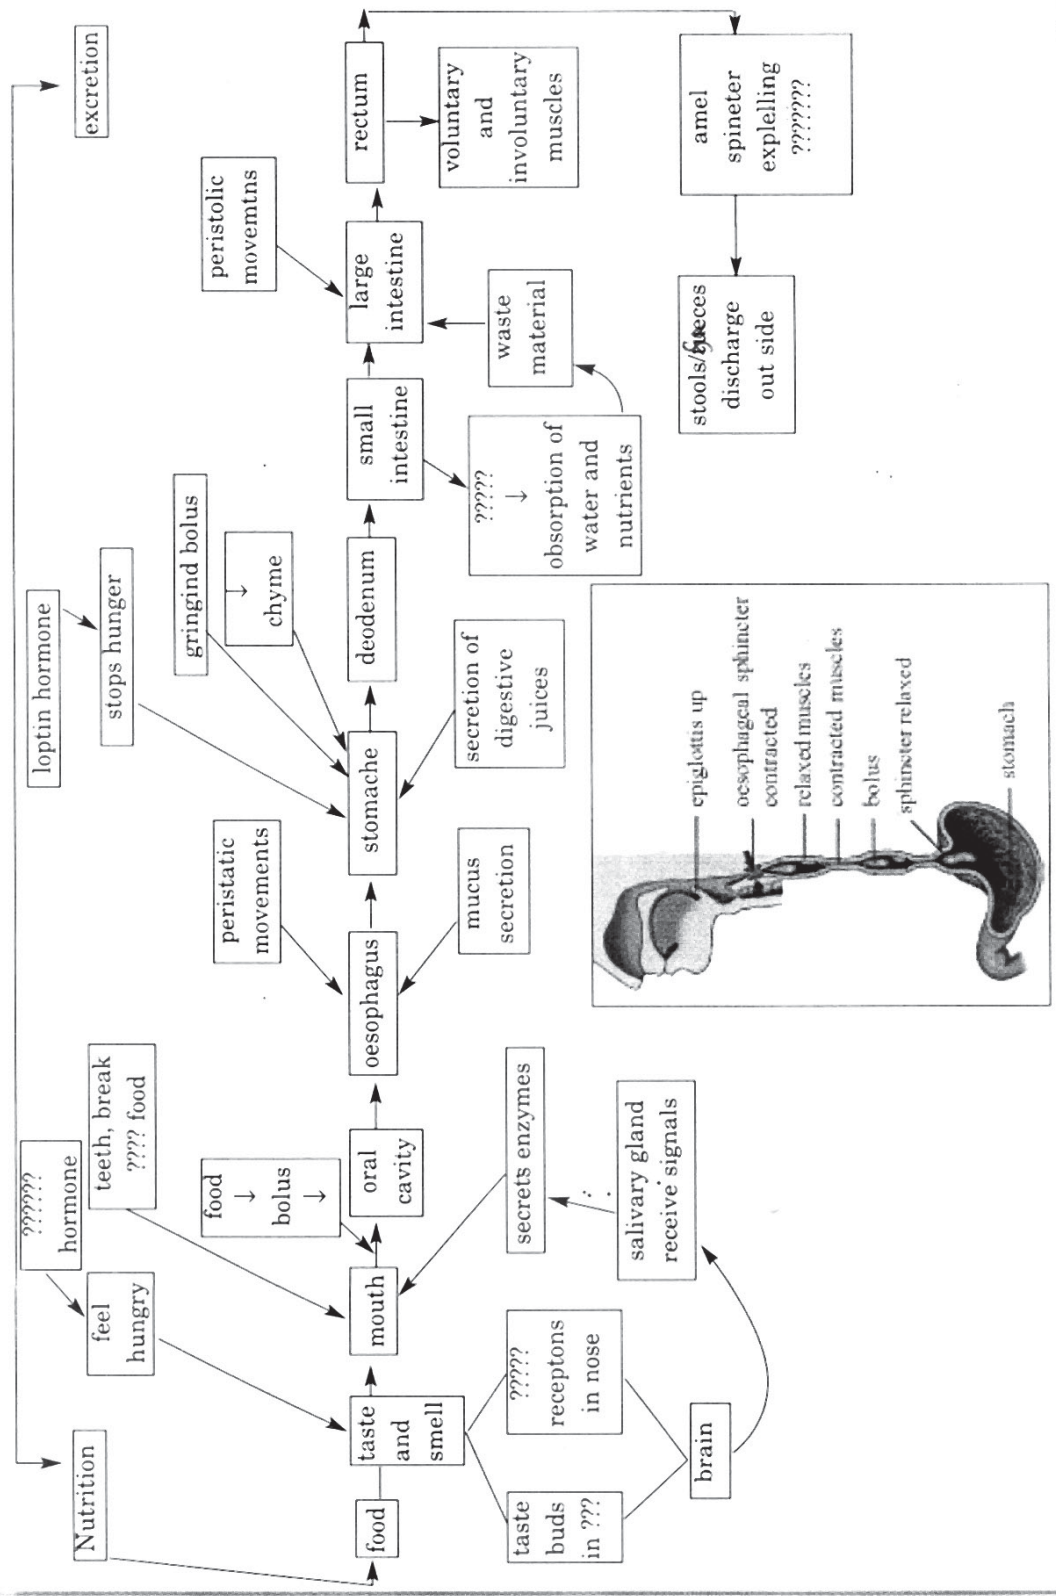 Nutrition
excretion
?????? 
hormone
feel
hungry
teeth, break
???? food
loptin hormone
stops hunger
food
↓
bolus
↓
peristatic
movements
gringind bolus
↓
chyme
peristolic
movemtns
food
taste
and
smell
mouth
oral
cavity
oesophagus
stomache
deodenum
small
intestine
large
intestine
rectum
taste
buds
in ???
?????
receptons
in nose
brain
salivary gland
receive signals
secrets enzymes
mucus
secretion
secretion of
digestive
juices
?????
↓
obsorption of
water and
nutrients
waste
material
voluntary
and
involuntary
muscles
amel
spineter
explelling
???????
discharge
out side
epiglottis up
oesophageal sphincter
contracted
relaxed muscles
contracted muscles
bolus
sphincter relaxed
stomach